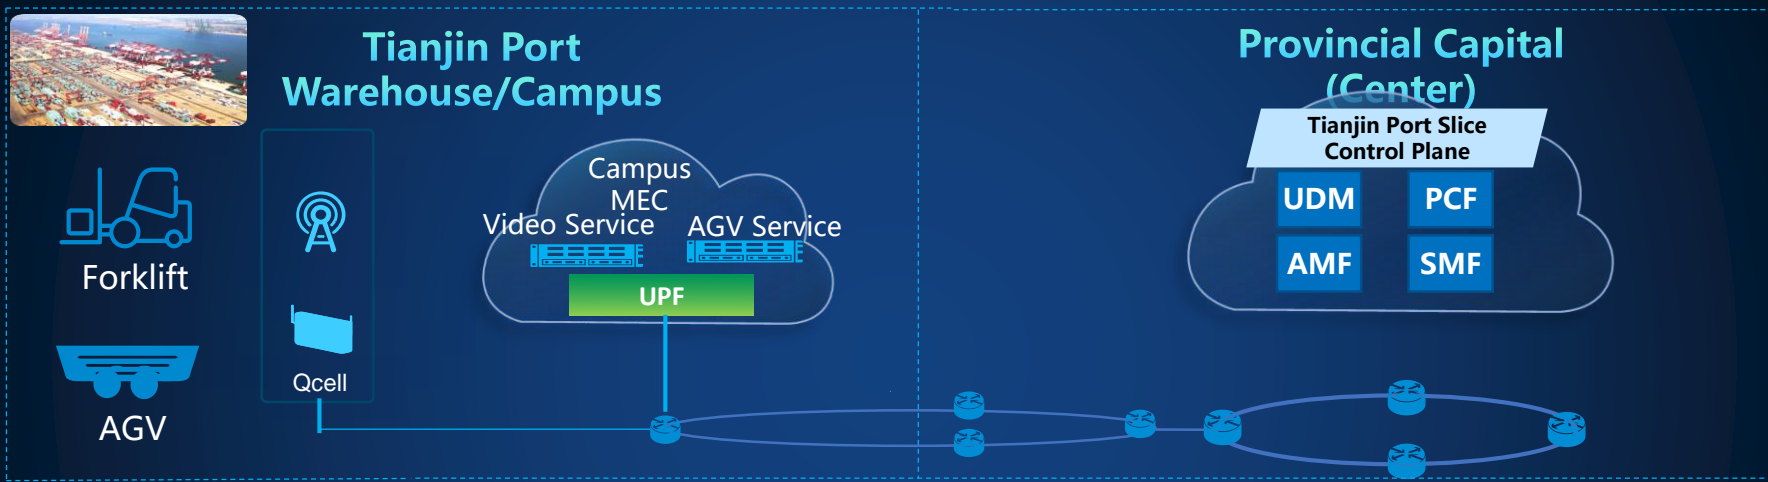 Tianjin Port
Warehouse/Campus
Provincial Capital
(Center)
Tianjin Port Slice
Control Plane
Campus
MEC
Video Service
AGV Service
UPF
UDM
PCF
AMF
SMF
Forklift
Qcell
AGV